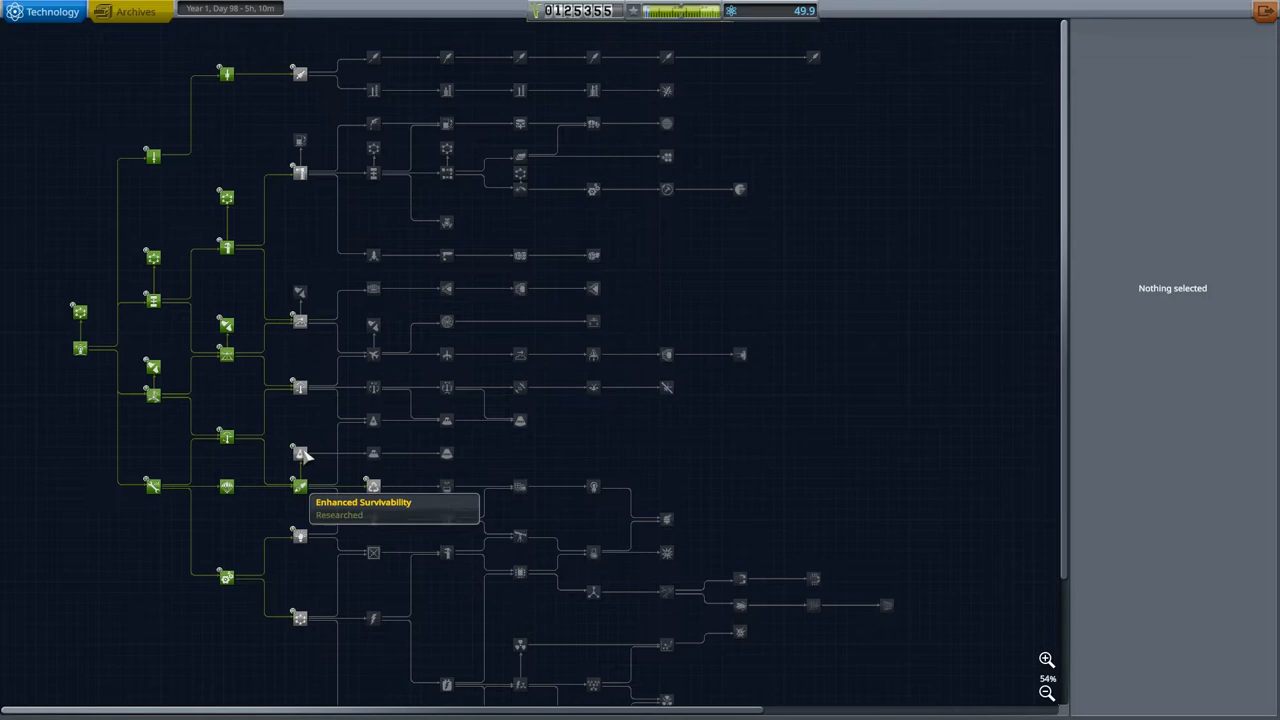 Technology
Archives
Year 1, Day 98 - 5h, 10m
0125355
49.9
Nothing selected
Enhanced Survivability
Researched
54%